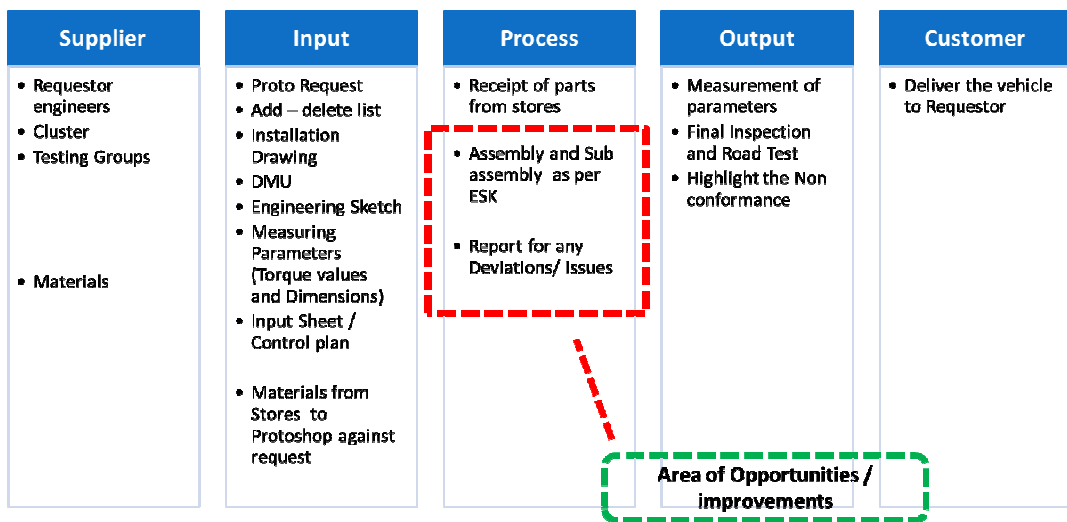 Supplier
• Requestor
engineers
• Cluster
• Testing Groups
• Materials
Input
• Proto Request
• Add – delete list
• Installation
Drawing
• DMU
• Engineering Sketch
• Measuring
Parameters
(Torque values
and Dimensions)
• Input Sheet /
Control plan
• Materials from
Stores to
Protoshop against
request
Process
• Receipt of parts
from stores
• Assembly and Sub
assembly as per
ESK
• Report for any
Deviations/ Issues
Output
• Measurement of
parameters
• Final Inspection
and Road Test
• Highlight the Non
conformance
Customer
• Deliver the vehicle
to Requestor
Area of Opportunities /
improvements